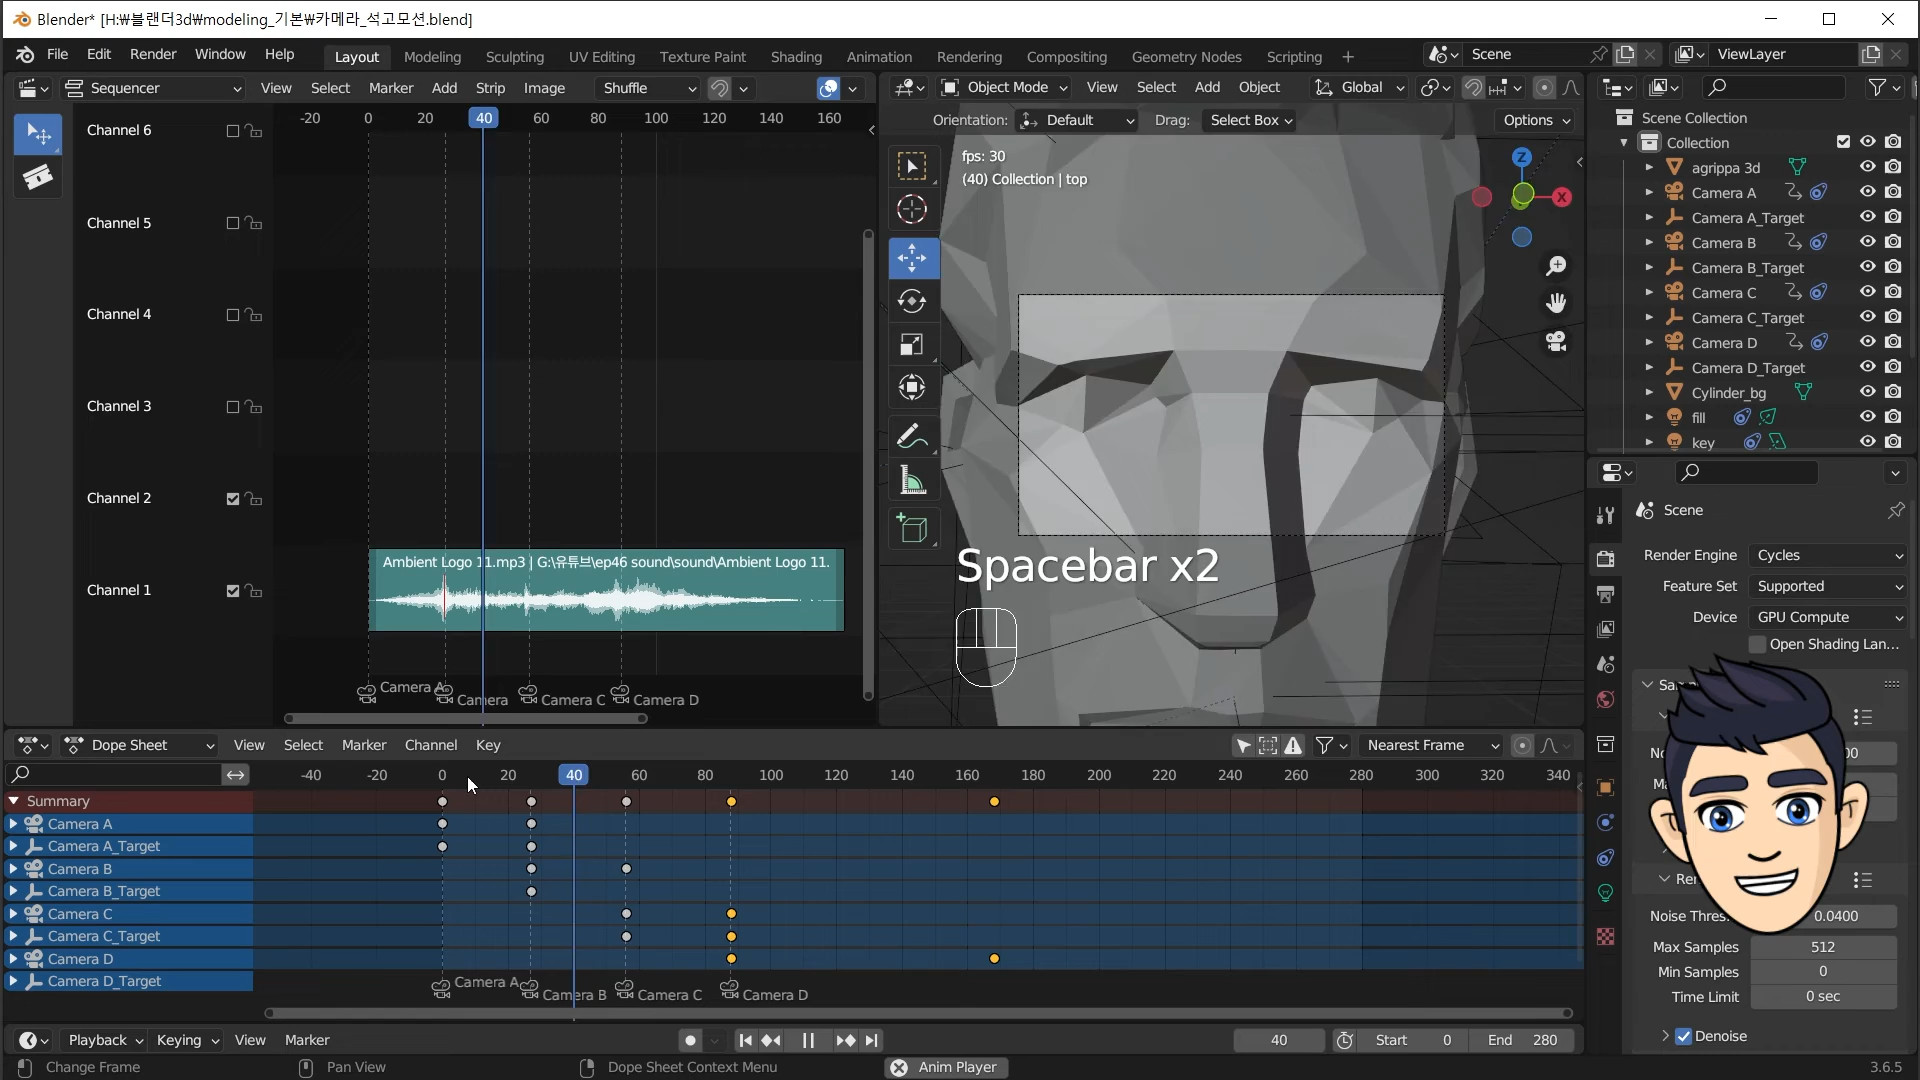 Blender* [H:₩블랜더3d₩modeling_기본₩카메라_석고모션.blend]
File Edit Render Window Help Layout Modeling Sculpting UV Editing Texture Paint Shading Animation Rendering Compositing Geometry Nodes Scripting + Scene ViewLayer
Sequencer View Select Marker Add Strip Image Shuffle
Object Mode View Select Add Object Global
Orientation: Default Drag: Select Box Options
-20 0 20 40 60 80 100 120 140 160
Channel 6
Channel 5
Channel 4
Channel 3
Channel 2
Channel 1
Ambient Logo 11.mp3 | G:\유튜브\ep46 sound\sound\Ambient Logo 11.
Camera A Camera Camera C Camera D
fps: 30
(40) Collection | top
Z
X
Spacebar x2
Scene Collection
Collection
agrippa 3d
Camera A
Camera A_Target
Camera B
Camera B_Target
Camera C
Camera C_Target
Camera D
Camera D_Target
Cylinder_bg
fill
key
Scene
Render Engine Cycles
Feature Set Supported
Device GPU Compute
Open Shading Lan...
Noise Thres. 0.0400
Max Samples 512
Min Samples 0
Time Limit 0 sec
Denoise
Dope Sheet View Select Marker Channel Key Nearest Frame
-40 -20 0 20 40 60 80 100 120 140 160 180 200 220 240 260 280 300 320 340
Summary
Camera A
Camera A_Target
Camera B
Camera B_Target
Camera C
Camera C_Target
Camera D
Camera D_Target
Camera A Camera B Camera C Camera D
Playback Keying View Marker 40 Start 0 End 280
Change Frame Pan View Dope Sheet Context Menu Anim Player 3.6.5